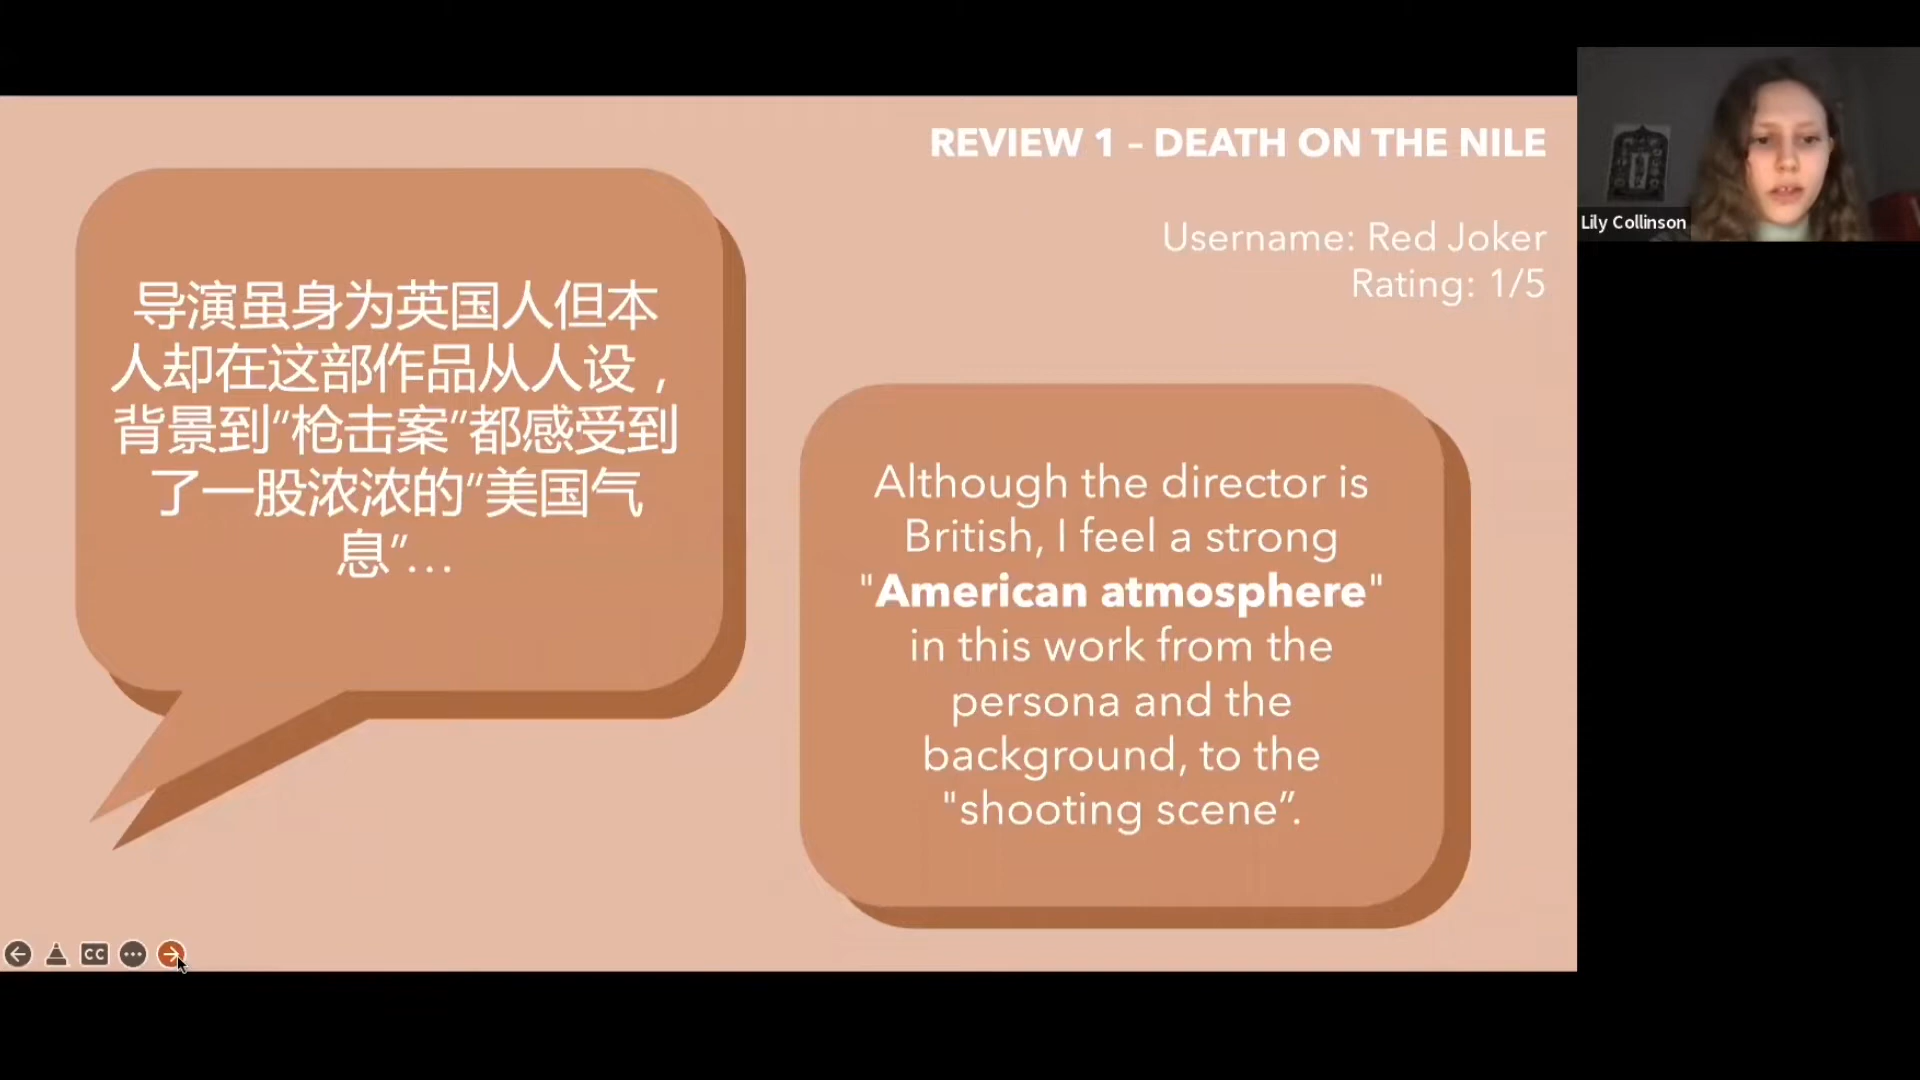 REVIEW 1 – DEATH ON THE NILE
Username: Red Joker
Rating: 1/5
导演虽身为英国人但本
人却在这部作品从人设，
背景到“枪击案”都感受到
了一股浓浓的“美国气
息”…
Although the director is
British, I feel a strong
"American atmosphere"
in this work from the
persona and the
background, to the
"shooting scene”.
Lily Collinson
CC